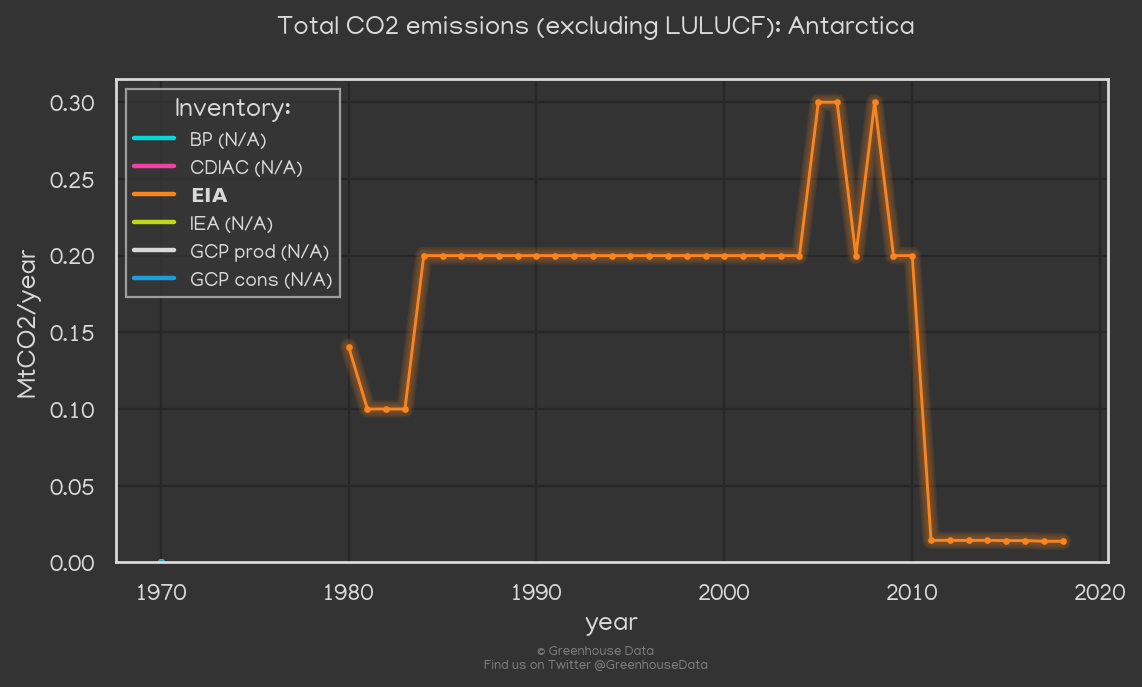 Total CO2 emissions (excluding LULUCF): Antarctica
0.30
0.25
0.20
0.15
0.10
0.05
0.00
MtCO2/year
Inventory:
BP (N/A)
CDIAC (N/A)
EIA
IEA (N/A)
GCP prod (N/A)
GCP cons (N/A)
1970 1980 1990 2000 2010 2020
year
© Greenhouse Data
Find us on Twitter @GreenhouseData